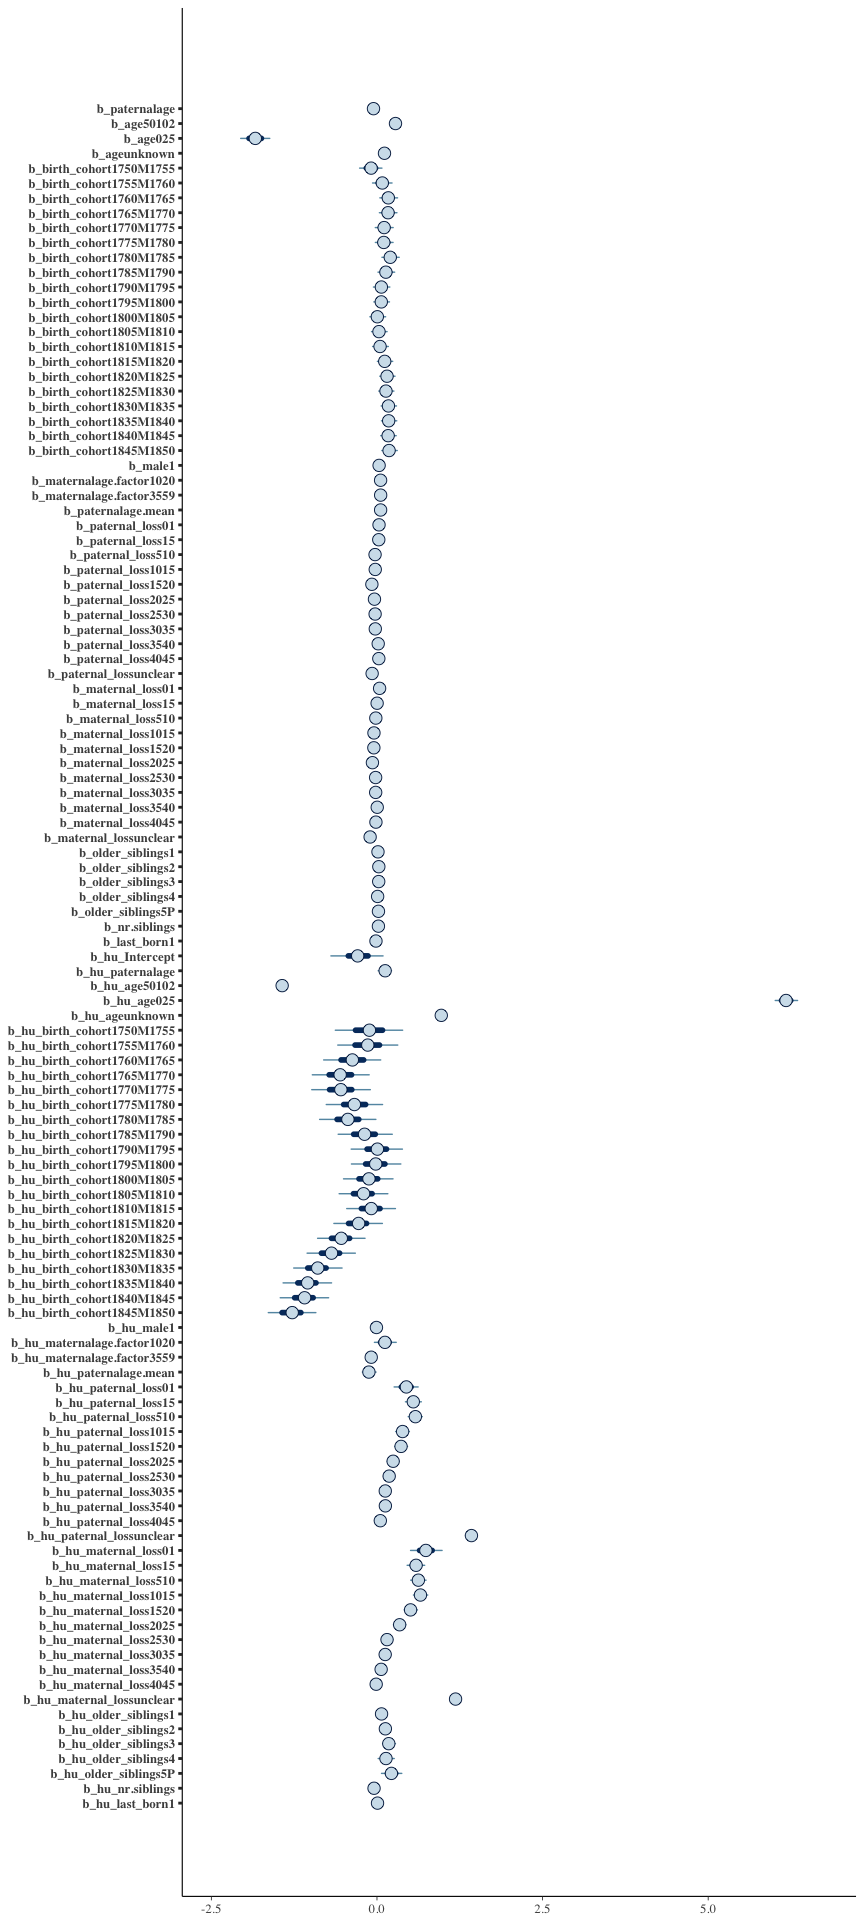 b_paternalage
b_age50102
b_age025
b_ageunknown
b_birth_cohort1750M1755
b_birth_cohort1755M1760
b_birth_cohort1760M1765
b_birth_cohort1765M1770
b_birth_cohort1770M1775
b_birth_cohort1775M1780
b_birth_cohort1780M1785
b_birth_cohort1785M1790
b_birth_cohort1790M1795
b_birth_cohort1795M1800
b_birth_cohort1800M1805
b_birth_cohort1805M1810
b_birth_cohort1810M1815
b_birth_cohort1815M1820
b_birth_cohort1820M1825
b_birth_cohort1825M1830
b_birth_cohort1830M1835
b_birth_cohort1835M1840
b_birth_cohort1840M1845
b_birth_cohort1845M1850
b_male1
b_maternalage.factor1020
b_maternalage.factor3559
b_paternalage.mean
b_paternal_loss01
b_paternal_loss15
b_paternal_loss510
b_paternal_loss1015
b_paternal_loss1520
b_paternal_loss2025
b_paternal_loss2530
b_paternal_loss3035
b_paternal_loss3540
b_paternal_loss4045
b_paternal_lossunclear
b_maternal_loss01
b_maternal_loss15
b_maternal_loss510
b_maternal_loss1015
b_maternal_loss1520
b_maternal_loss2025
b_maternal_loss2530
b_maternal_loss3035
b_maternal_loss3540
b_maternal_loss4045
b_maternal_lossunclear
b_older_siblings1
b_older_siblings2
b_older_siblings3
b_older_siblings4
b_older_siblings5P
b_nr.siblings
b_last_born1
b_hu_Intercept
b_hu_paternalage
b_hu_age50102
b_hu_age025
b_hu_ageunknown
b_hu_birth_cohort1750M1755
b_hu_birth_cohort1755M1760
b_hu_birth_cohort1760M1765
b_hu_birth_cohort1765M1770
b_hu_birth_cohort1770M1775
b_hu_birth_cohort1775M1780
b_hu_birth_cohort1780M1785
b_hu_birth_cohort1785M1790
b_hu_birth_cohort1790M1795
b_hu_birth_cohort1795M1800
b_hu_birth_cohort1800M1805
b_hu_birth_cohort1805M1810
b_hu_birth_cohort1810M1815
b_hu_birth_cohort1815M1820
b_hu_birth_cohort1820M1825
b_hu_birth_cohort1825M1830
b_hu_birth_cohort1830M1835
b_hu_birth_cohort1835M1840
b_hu_birth_cohort1840M1845
b_hu_birth_cohort1845M1850
b_hu_male1
b_hu_maternalage.factor1020
b_hu_maternalage.factor3559
b_hu_paternalage.mean
b_hu_paternal_loss01
b_hu_paternal_loss15
b_hu_paternal_loss510
b_hu_paternal_loss1015
b_hu_paternal_loss1520
b_hu_paternal_loss2025
b_hu_paternal_loss2530
b_hu_paternal_loss3035
b_hu_paternal_loss3540
b_hu_paternal_loss4045
b_hu_paternal_lossunclear
b_hu_maternal_loss01
b_hu_maternal_loss15
b_hu_maternal_loss510
b_hu_maternal_loss1015
b_hu_maternal_loss1520
b_hu_maternal_loss2025
b_hu_maternal_loss2530
b_hu_maternal_loss3035
b_hu_maternal_loss3540
b_hu_maternal_loss4045
b_hu_maternal_lossunclear
b_hu_older_siblings1
b_hu_older_siblings2
b_hu_older_siblings3
b_hu_older_siblings4
b_hu_older_siblings5P
b_hu_nr.siblings
b_hu_last_born1
-2.5 0.0 2.5 5.0